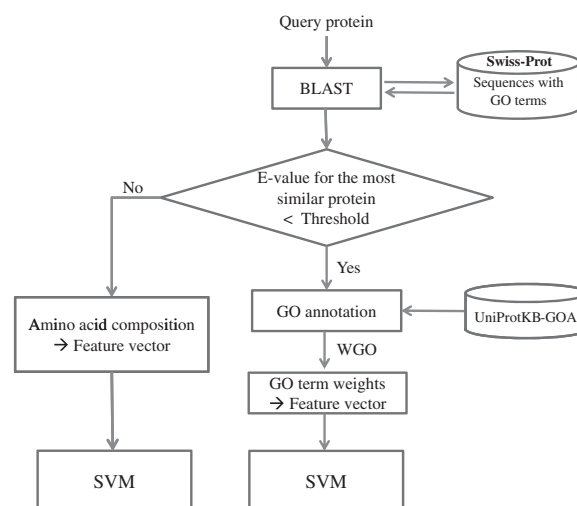 Query protein
BLAST
Swiss-Prot
Sequences with
GO terms
E-value for the most
similar protein
< Threshold
No
Yes
Amino acid composition
→ Feature vector
GO annotation
UniProtKB-GOA
WGO
GO term weights
→ Feature vector
SVM
SVM